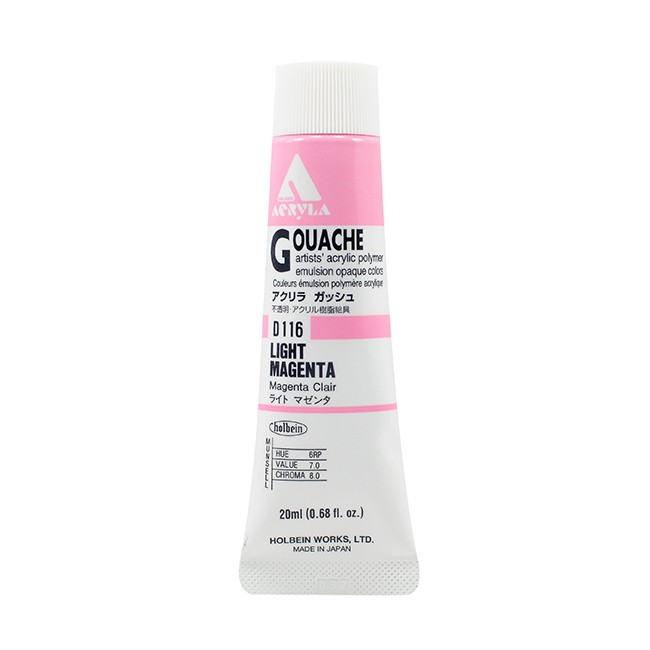 ACRYLA
GOUACHE
artists' acrylic polymer
emulsion opaque colors
Couleurs émulsion polymère acrylique
アクリラ ガッシュ
不透明・アクリル樹脂絵具
D116
LIGHT
MAGENTA
Magenta Clair
ライト マゼンタ
holbein
MUNSELL
HUE 6RP
VALUE 7.0
CHROMA 8.0
20ml (0.68 fl. oz.)
HOLBEIN WORKS, LTD.
MADE IN JAPAN